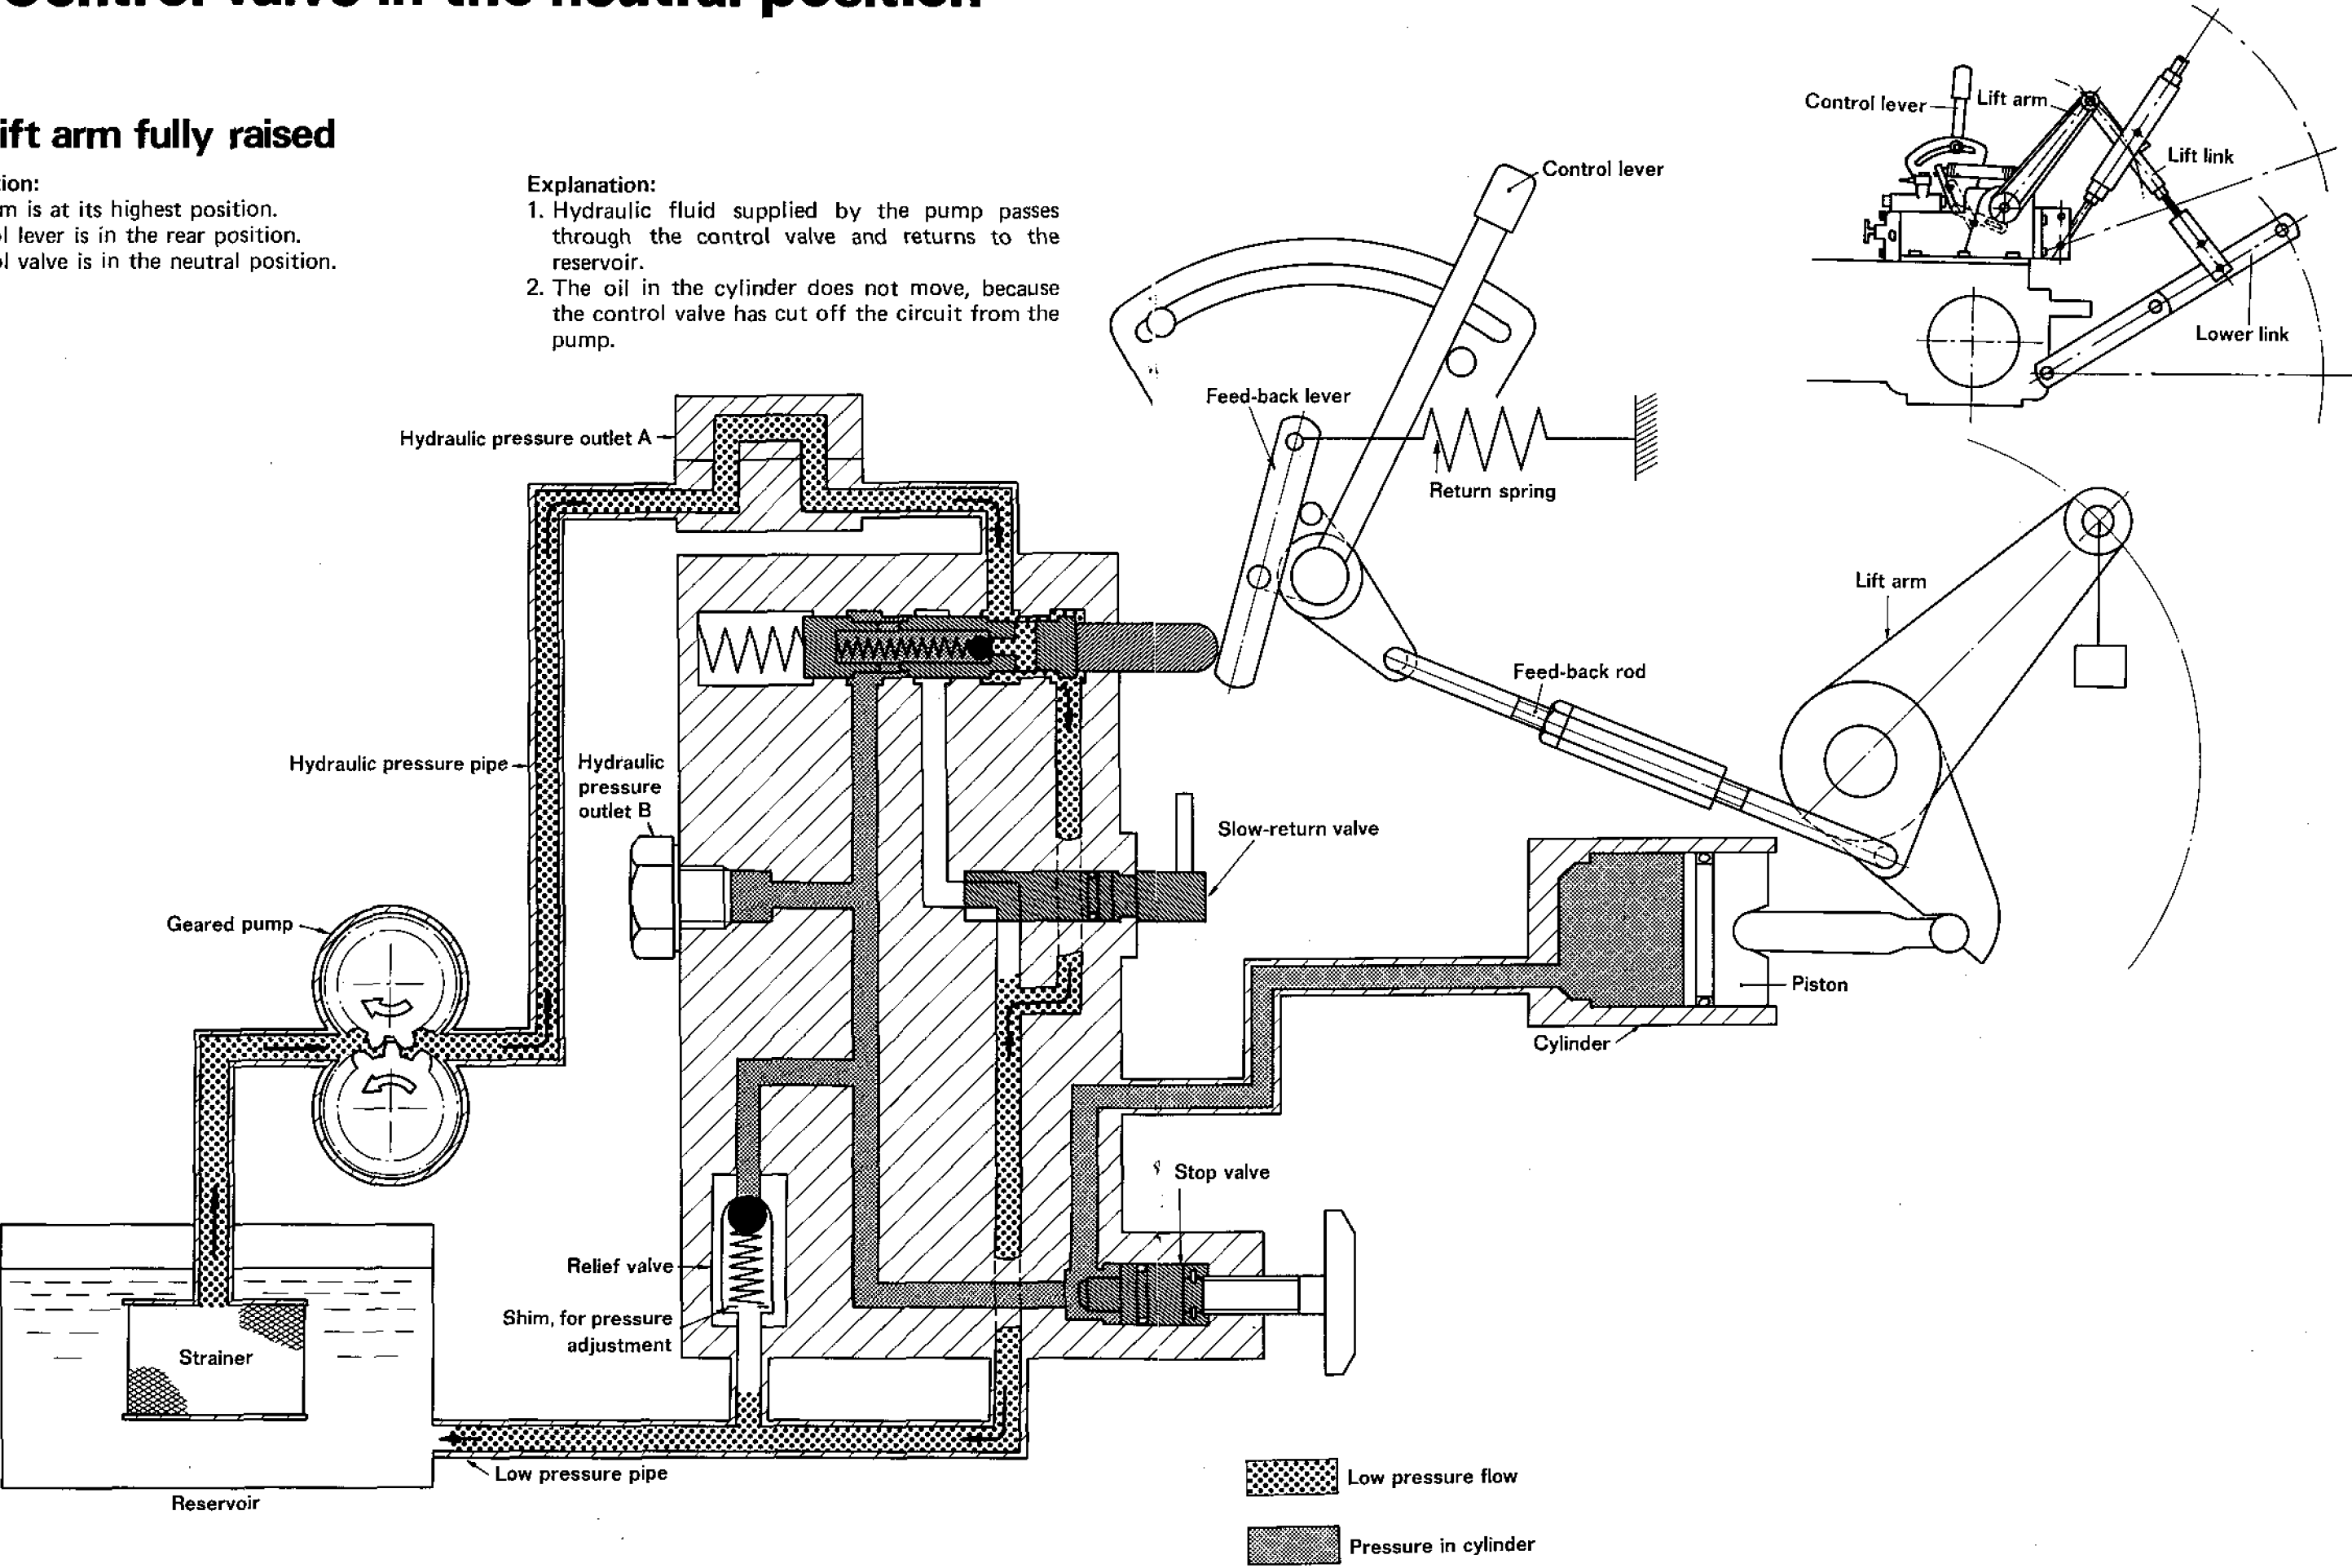 Control valve in the neutral position
ift arm fully raised
ion:
m is at its highest position.
l lever is in the rear position.
l valve is in the neutral position.
Explanation:
1. Hydraulic fluid supplied by the pump passes
through the control valve and returns to the
reservoir.
2. The oil in the cylinder does not move, because
the control valve has cut off the circuit from the
pump.
Control lever
Lift arm
Lift link
Lower link
Control lever
Feed-back lever
Return spring
Hydraulic pressure outlet A
Lift arm
Feed-back rod
Hydraulic pressure pipe
Hydraulic
pressure
outlet B
Slow-return valve
Geared pump
Piston
Cylinder
Stop valve
Relief valve
Shim, for pressure
adjustment
Strainer
Low pressure pipe
Reservoir
Low pressure flow
Pressure in cylinder